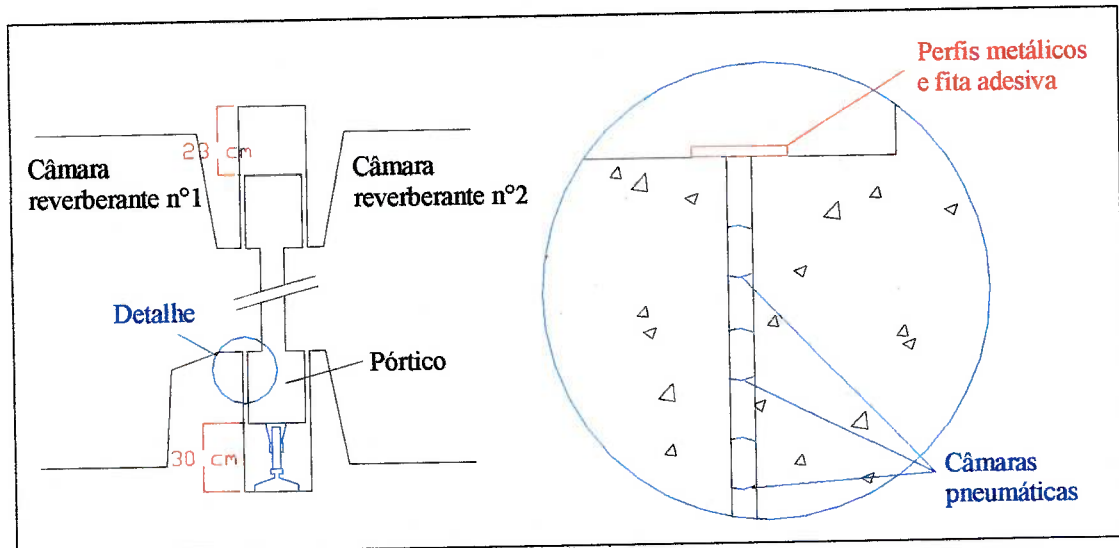 Perfis metálicos
e fita adesiva
23 cm
Câmara
reverberante n°1
Câmara
reverberante n°2
Detalhe
Pórtico
30 cm
Câmaras
pneumáticas